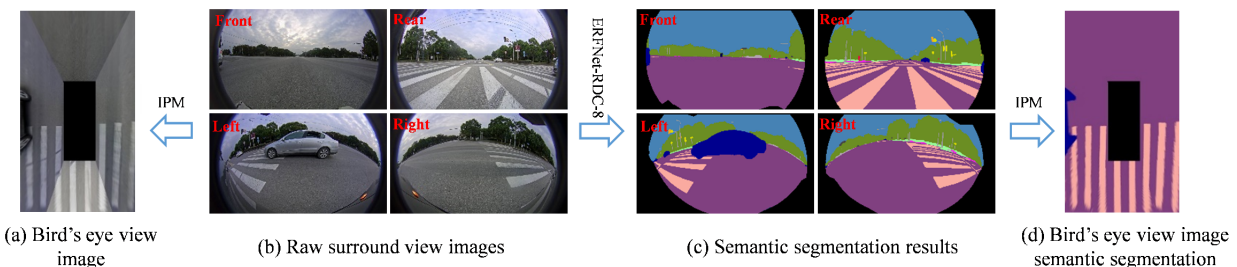 Front
Rear
Left
Right
IPM
ERFNet-RDC-8
Front
Rear
Left
Right
IPM
(a) Bird's eye view
image
(b) Raw surround view images
(c) Semantic segmentation results
(d) Bird's eye view image
semantic segmentation